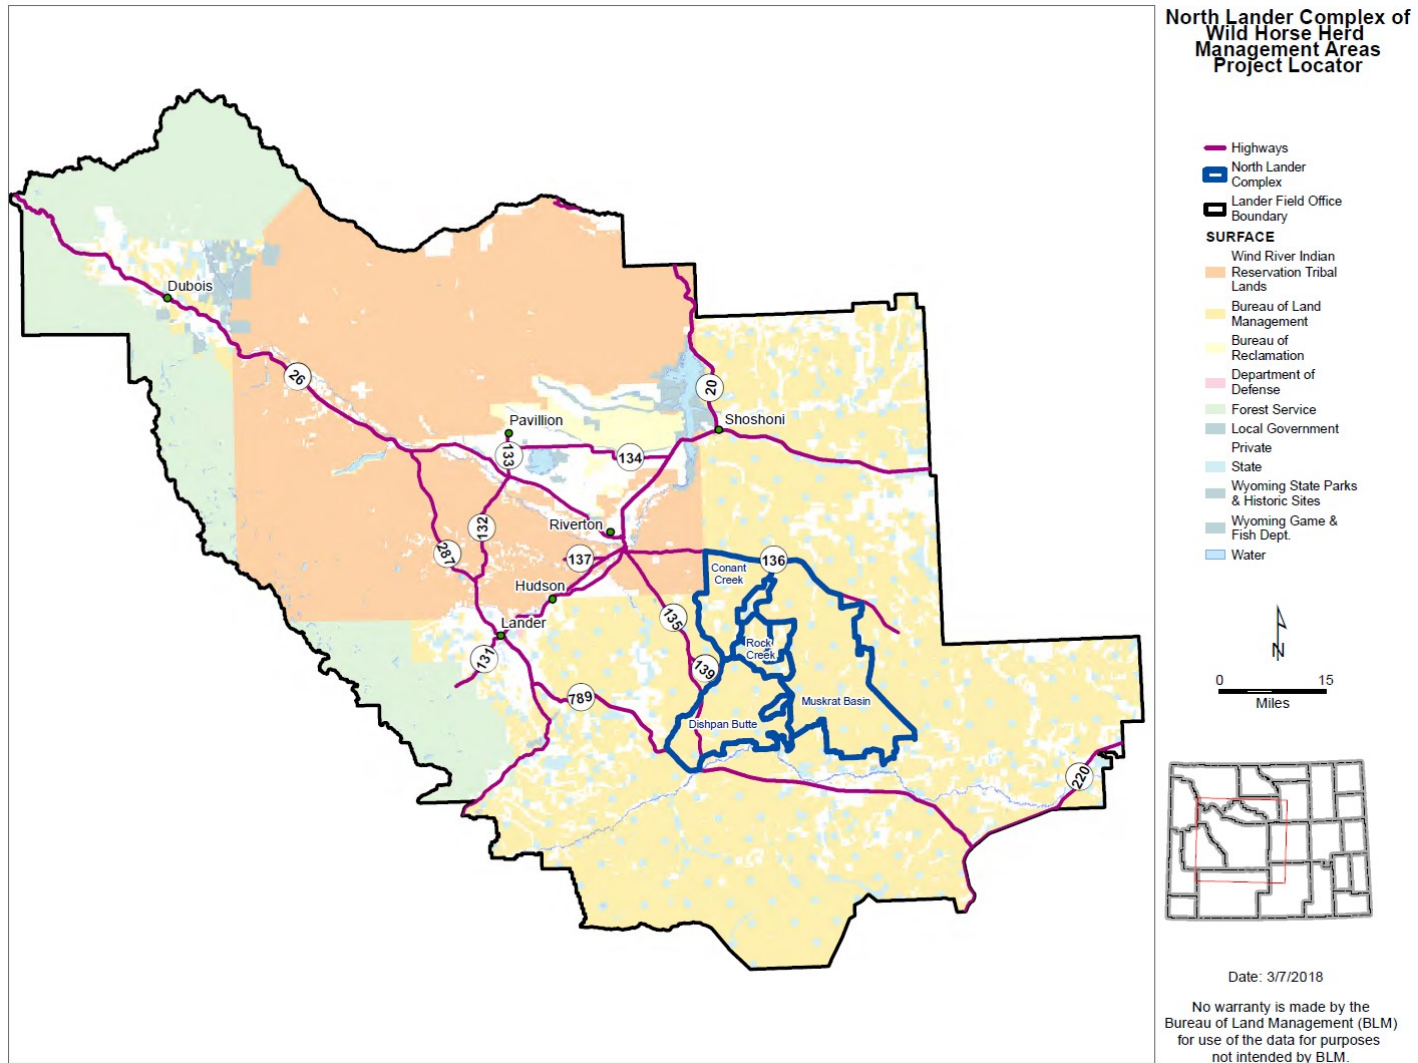 North Lander Complex of
Wild Horse Herd
Management Areas
Project Locator
Highways
North Lander
Complex
Lander Field Office
Boundary
SURFACE
Wind River Indian
Reservation Tribal
Lands
Bureau of Land
Management
Bureau of
Reclamation
Department of
Defense
Forest Service
Local Government
Private
State
Wyoming State Parks
& Historic Sites
Wyoming Game &
Fish Dept.
Water
N
0 15
Miles
Date: 3/7/2018
No warranty is made by the
Bureau of Land Management (BLM)
for use of the data for purposes
not intended by BLM.
Dubois
26
20
Pavillion
Shoshoni
133
134
Riverton
132
287
137
136
Conant
Creek
Hudson
135
Lander
Rock
Creek
131
139
789
Muskrat Basin
Dishpan Butte
220